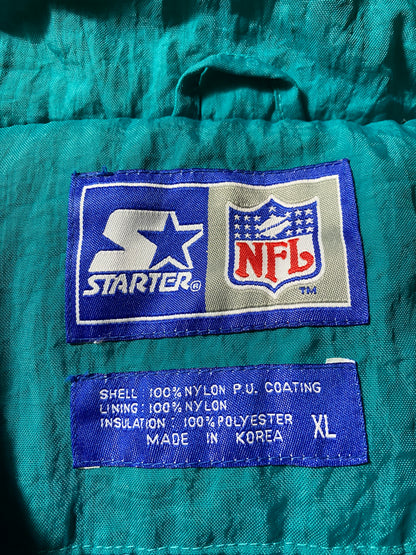 STARTER®
NFL
TM
SHELL : 100% NYLON P.U. COATING
LINING : 100% NYLON
INSULATION : 100% POLYESTER
MADE IN KOREA XL